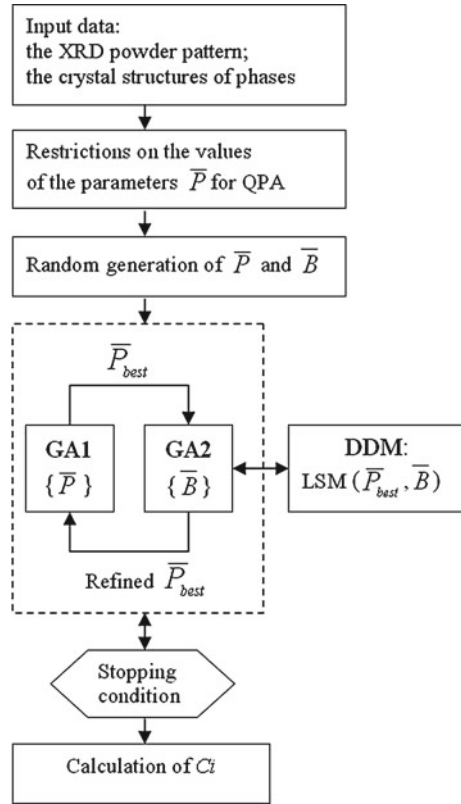 Input data:
the XRD powder pattern;
the crystal structures of phases
Restrictions on the values
of the parameters P̅ for QPA
Random generation of P̅ and B̅
P̅best
GA1
{P̅}
GA2
{B̅}
DDM:
LSM (P̅best, B̅)
Refined P̅best
Stopping
condition
Calculation of Ci